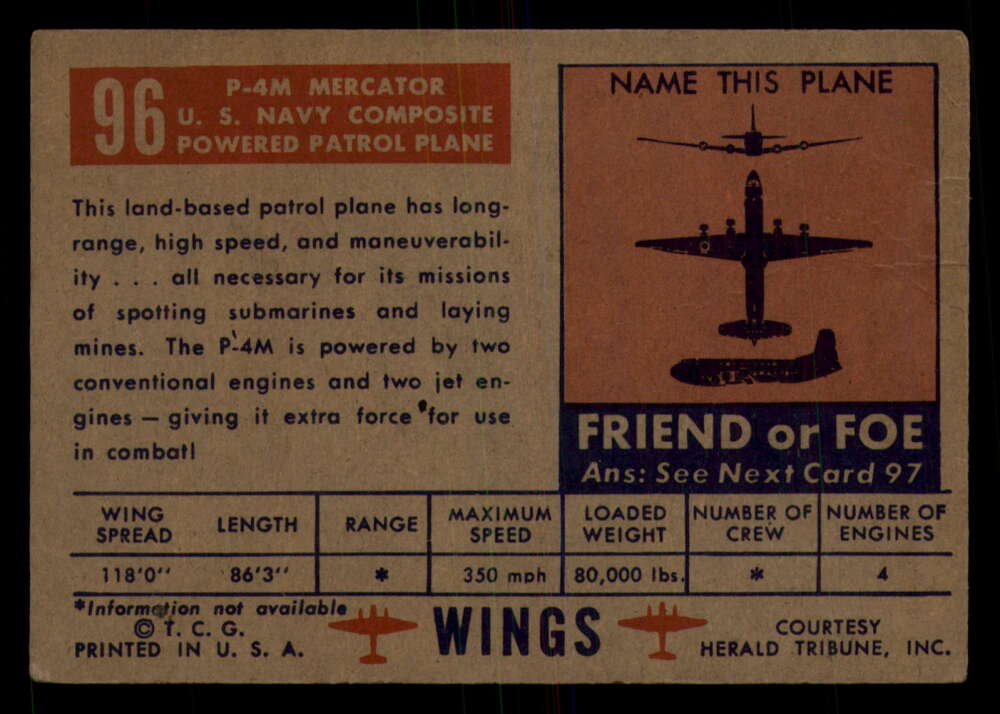 96
P-4M MERCATOR
U. S. NAVY COMPOSITE
POWERED PATROL PLANE
This land-based patrol plane has long-
range, high speed, and maneuverabil-
ity . . . all necessary for its missions
of spotting submarines and laying
mines. The P-4M is powered by two
conventional engines and two jet en-
gines — giving it extra force for use
in combat!
NAME THIS PLANE
FRIEND or FOE
Ans: See Next Card 97
WING SPREAD LENGTH RANGE MAXIMUM SPEED LOADED WEIGHT NUMBER OF CREW NUMBER OF ENGINES
118'0" 86'3" * 350 mph 80,000 lbs. * 4
*Information not available
© T. C. G.
PRINTED IN U. S. A.
WINGS
COURTESY
HERALD TRIBUNE, INC.